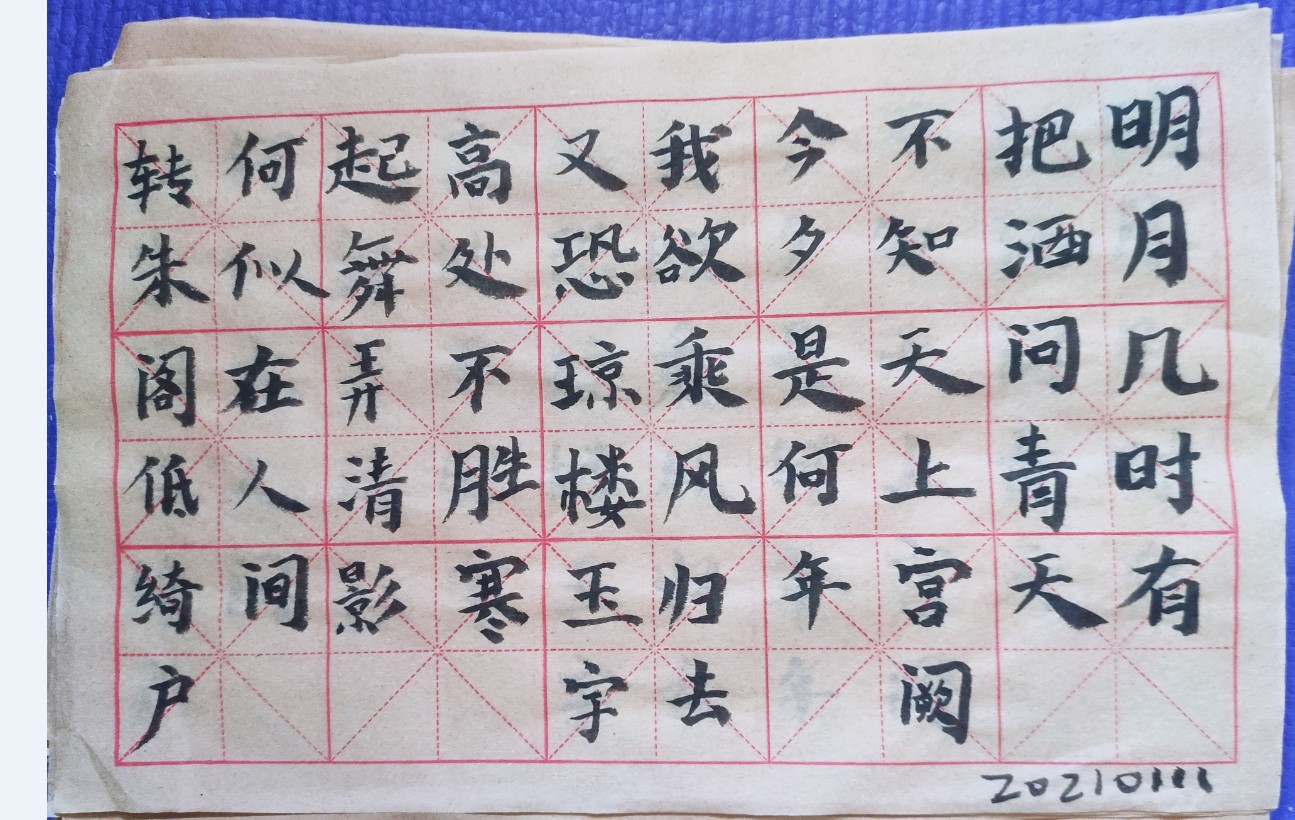 明月几时有
把酒问青天
不知天上宫阙
今夕是何年
我欲乘风归去
又恐琼楼玉宇
高处不胜寒
起舞弄清影
何似在人间
转朱阁低绮户
20210111